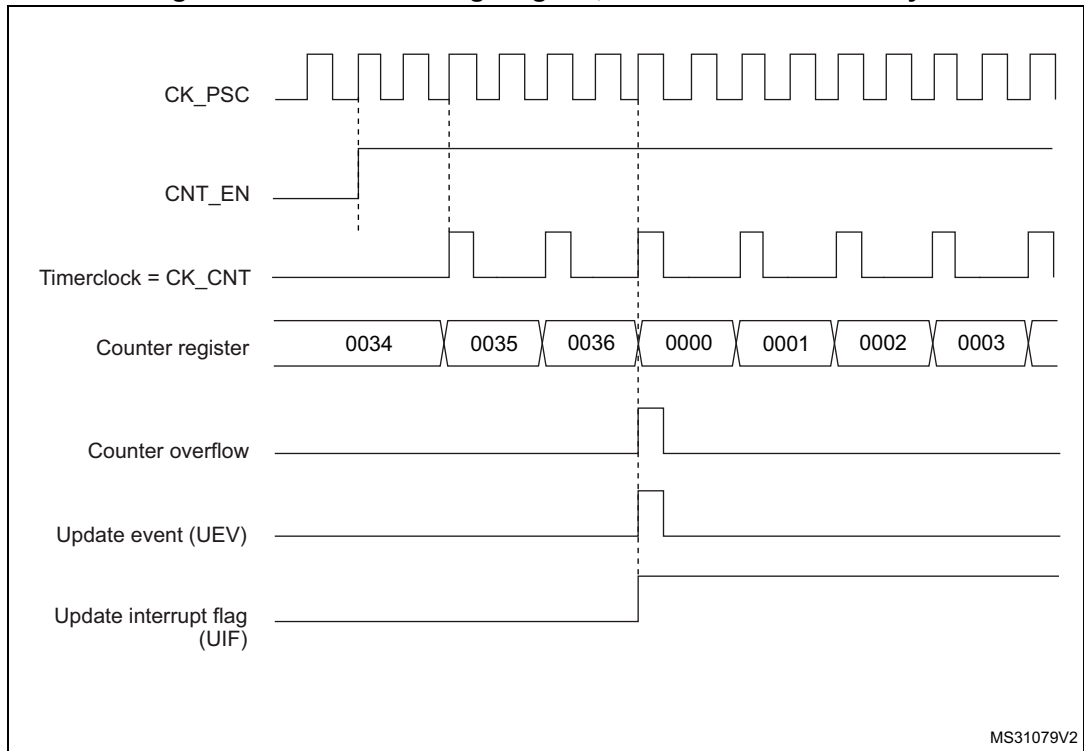 CK_PSC
CNT_EN
Timerclock = CK_CNT
Counter register
0034
0035
0036
0000
0001
0002
0003
Counter overflow
Update event (UEV)
Update interrupt flag
(UIF)
MS31079V2